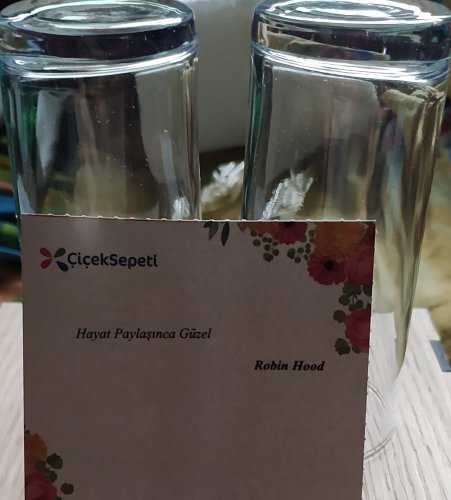 ÇiçekSepeti
Hayat Paylaşınca Güzel
Robin Hood